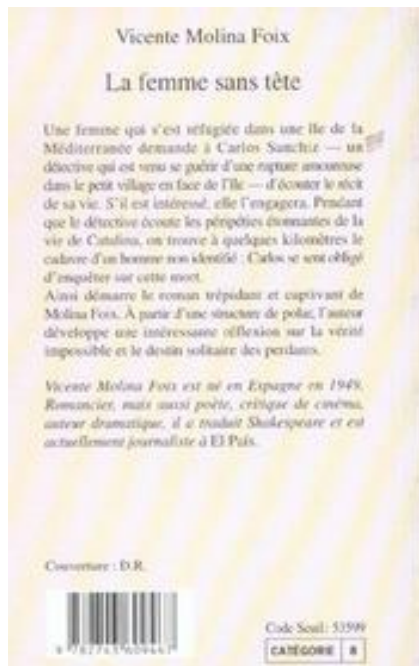 Vicente Molina Foix
La femme sans tête
Une femme qui s'est réfugiée dans une île de la
Méditerranée demande à Carlos Sanchiz — un
détective qui est venu se guérir d'une rupture amoureuse
dans le petit village en face de l'île — d'écouter le récit
de sa vie. S'il est intéressé, elle l'engagera. Pendant
que le détective écoute les péripéties étonnantes de la
vie de Catalina, on trouve à quelques kilomètres le
cadavre d'un homme non identifié : Carlos se sent obligé
d'enquêter sur cette mort.
Ainsi démarre le roman trépidant et captivant de
Molina Foix. À partir d'une structure de polar, l'auteur
développe une intéressante réflexion sur la vérité
impossible et le destin solitaire des perdants.
Vicente Molina Foix est né en Espagne en 1949.
Romancier, mais aussi poète, critique de cinéma,
auteur dramatique, il a traduit Shakespeare et est
actuellement journaliste à El País.
Couverture : D.R.
Code Seuil : 53599
CATÉGORIE 8